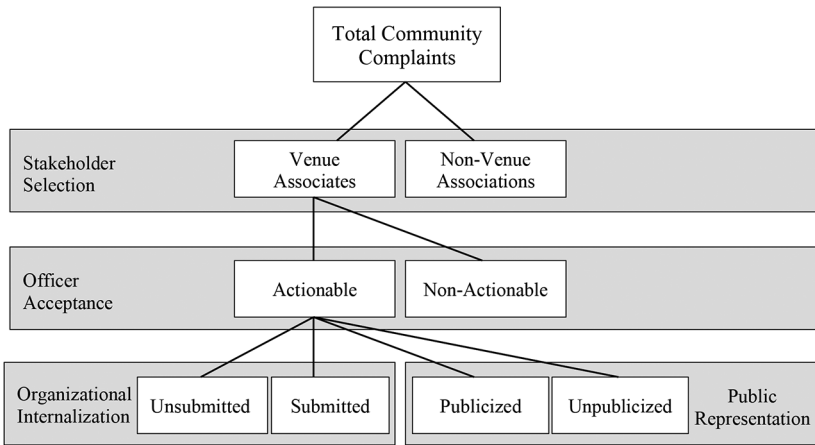 Total Community
Complaints
Stakeholder
Selection
Venue
Associates
Non-Venue
Associations
Officer
Acceptance
Actionable
Non-Actionable
Organizational
Internalization
Unsubmitted
Submitted
Publicized
Unpublicized
Public
Representation